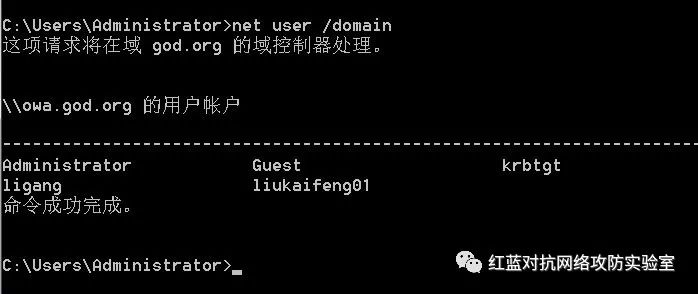 C:\Users\Administrator>net user /domain
这项请求将在域 god.org 的域控制器处理。
\\owa.god.org 的用户帐户
-------------------------------------------------------------------------------
Administrator Guest krbtgt
ligang liukaifeng01
命令成功完成。
C:\Users\Administrator>_
红蓝对抗网络攻防实验室